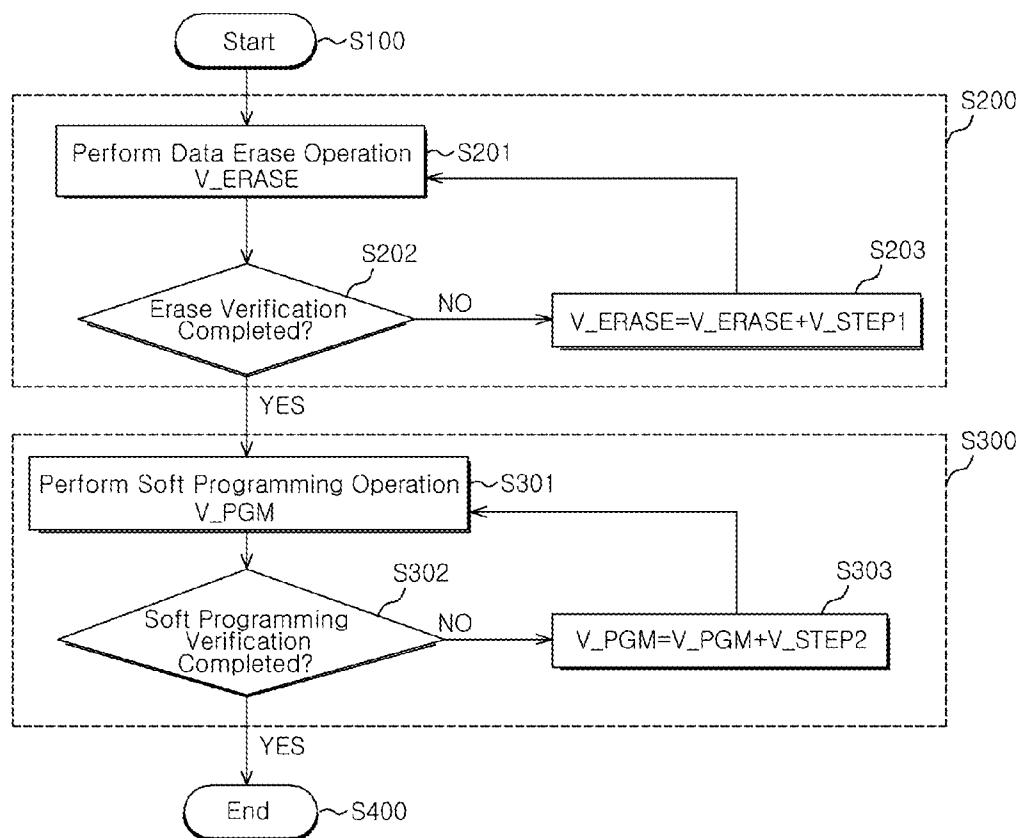 Start
S100
S200
Perform Data Erase Operation
V_ERASE
S201
S202
Erase Verification
Completed?
NO
S203
V_ERASE=V_ERASE+V_STEP1
YES
S300
Perform Soft Programming Operation
V_PGM
S301
S302
Soft Programming
Verification
Completed?
NO
S303
V_PGM=V_PGM+V_STEP2
YES
End
S400